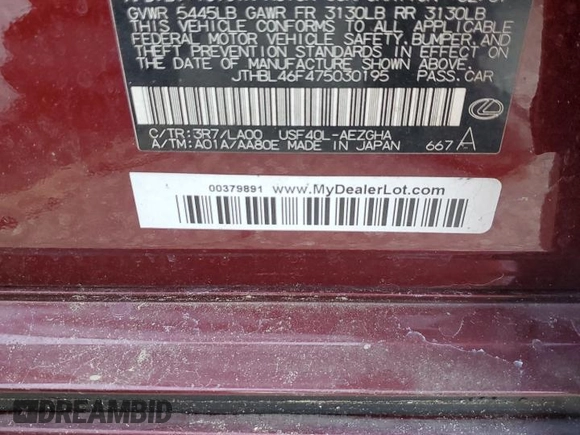 GVWR 5445LB GAWR FR 3130LB RR 3130LB
THIS VEHICLE CONFORMS TO ALL APPLICABLE
FEDERAL MOTOR VEHICLE SAFETY, BUMPER, AND
THEFT PREVENTION STANDARDS IN EFFECT ON
THE DATE OF MANUFACTURE SHOWN ABOVE.
JTHBL46F475030195 PASS.CAR
C/TR:3R7/LA00 USF40L-AEZGHA
A/TM:A01A/AA80E MADE IN JAPAN 667 A
00379891 www.MyDealerLot.com
DREAMBID